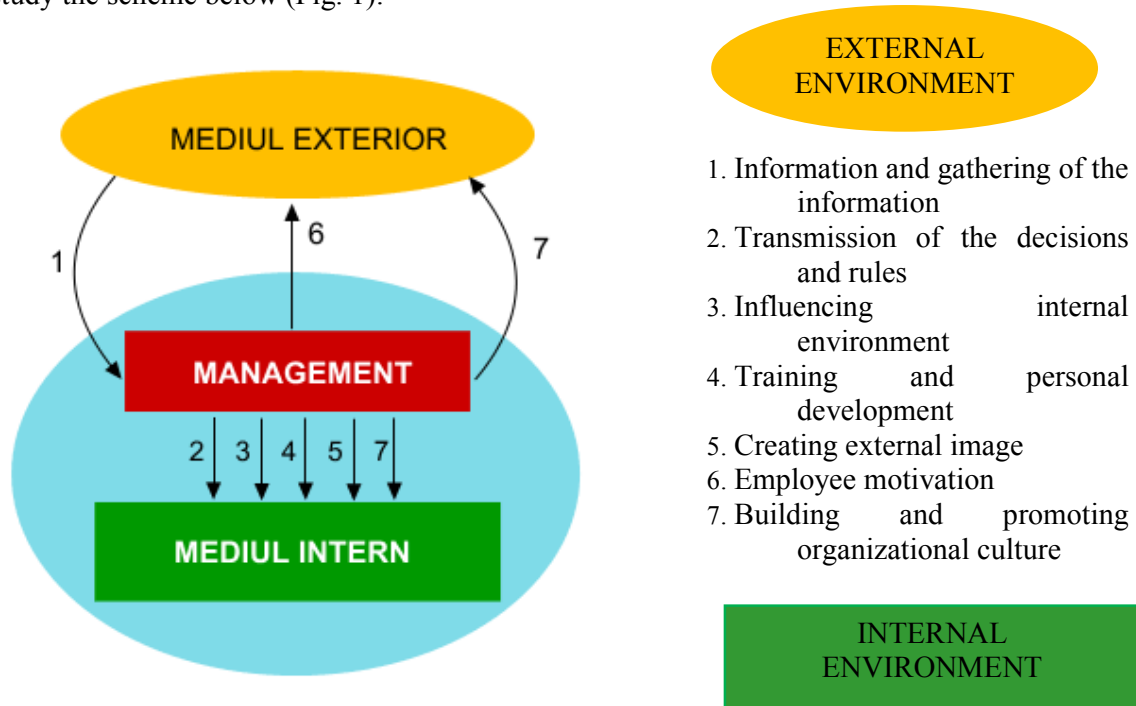 study the scheme below (Fig. 1).
MEDIUL EXTERIOR
1
6
7
MANAGEMENT
2 3 4 5 7
MEDIUL INTERN
EXTERNAL
ENVIRONMENT
1. Information and gathering of the
information
2. Transmission of the decisions
and rules
3. Influencing internal
environment
4. Training and personal
development
5. Creating external image
6. Employee motivation
7. Building and promoting
organizational culture
INTERNAL
ENVIRONMENT